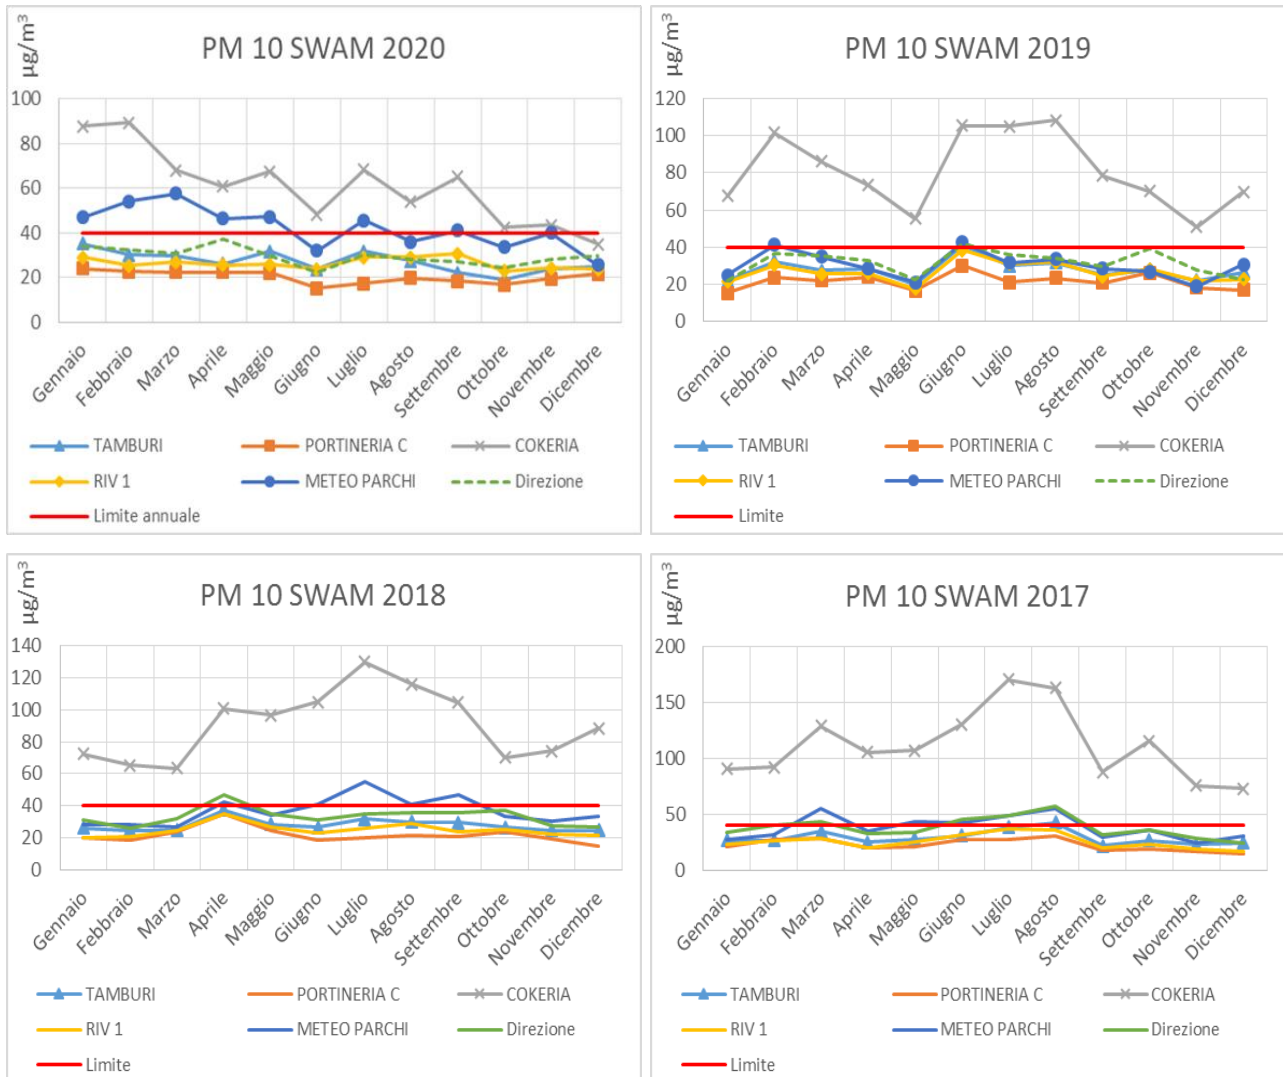 PM 10 SWAM 2020
µg/m³
100
80
60
40
20
0
Gennaio
Febbraio
Marzo
Aprile
Maggio
Giugno
Luglio
Agosto
Settembre
Ottobre
Novembre
Dicembre
TAMBURI PORTINERIA C COKERIA
RIV 1 METEO PARCHI Direzione
Limite annuale
PM 10 SWAM 2019
µg/m³
120
100
80
60
40
20
0
Gennaio
Febbraio
Marzo
Aprile
Maggio
Giugno
Luglio
Agosto
Settembre
Ottobre
Novembre
Dicembre
TAMBURI PORTINERIA C COKERIA
RIV 1 METEO PARCHI Direzione
Limite
PM 10 SWAM 2018
µg/m³
140
120
100
80
60
40
20
0
Gennaio
Febbraio
Marzo
Aprile
Maggio
Giugno
Luglio
Agosto
Settembre
Ottobre
Novembre
Dicembre
TAMBURI PORTINERIA C COKERIA
RIV 1 METEO PARCHI Direzione
Limite
PM 10 SWAM 2017
µg/m³
200
150
100
50
0
Gennaio
Febbraio
Marzo
Aprile
Maggio
Giugno
Luglio
Agosto
Settembre
Ottobre
Novembre
Dicembre
TAMBURI PORTINERIA C COKERIA
RIV 1 METEO PARCHI Direzione
Limite